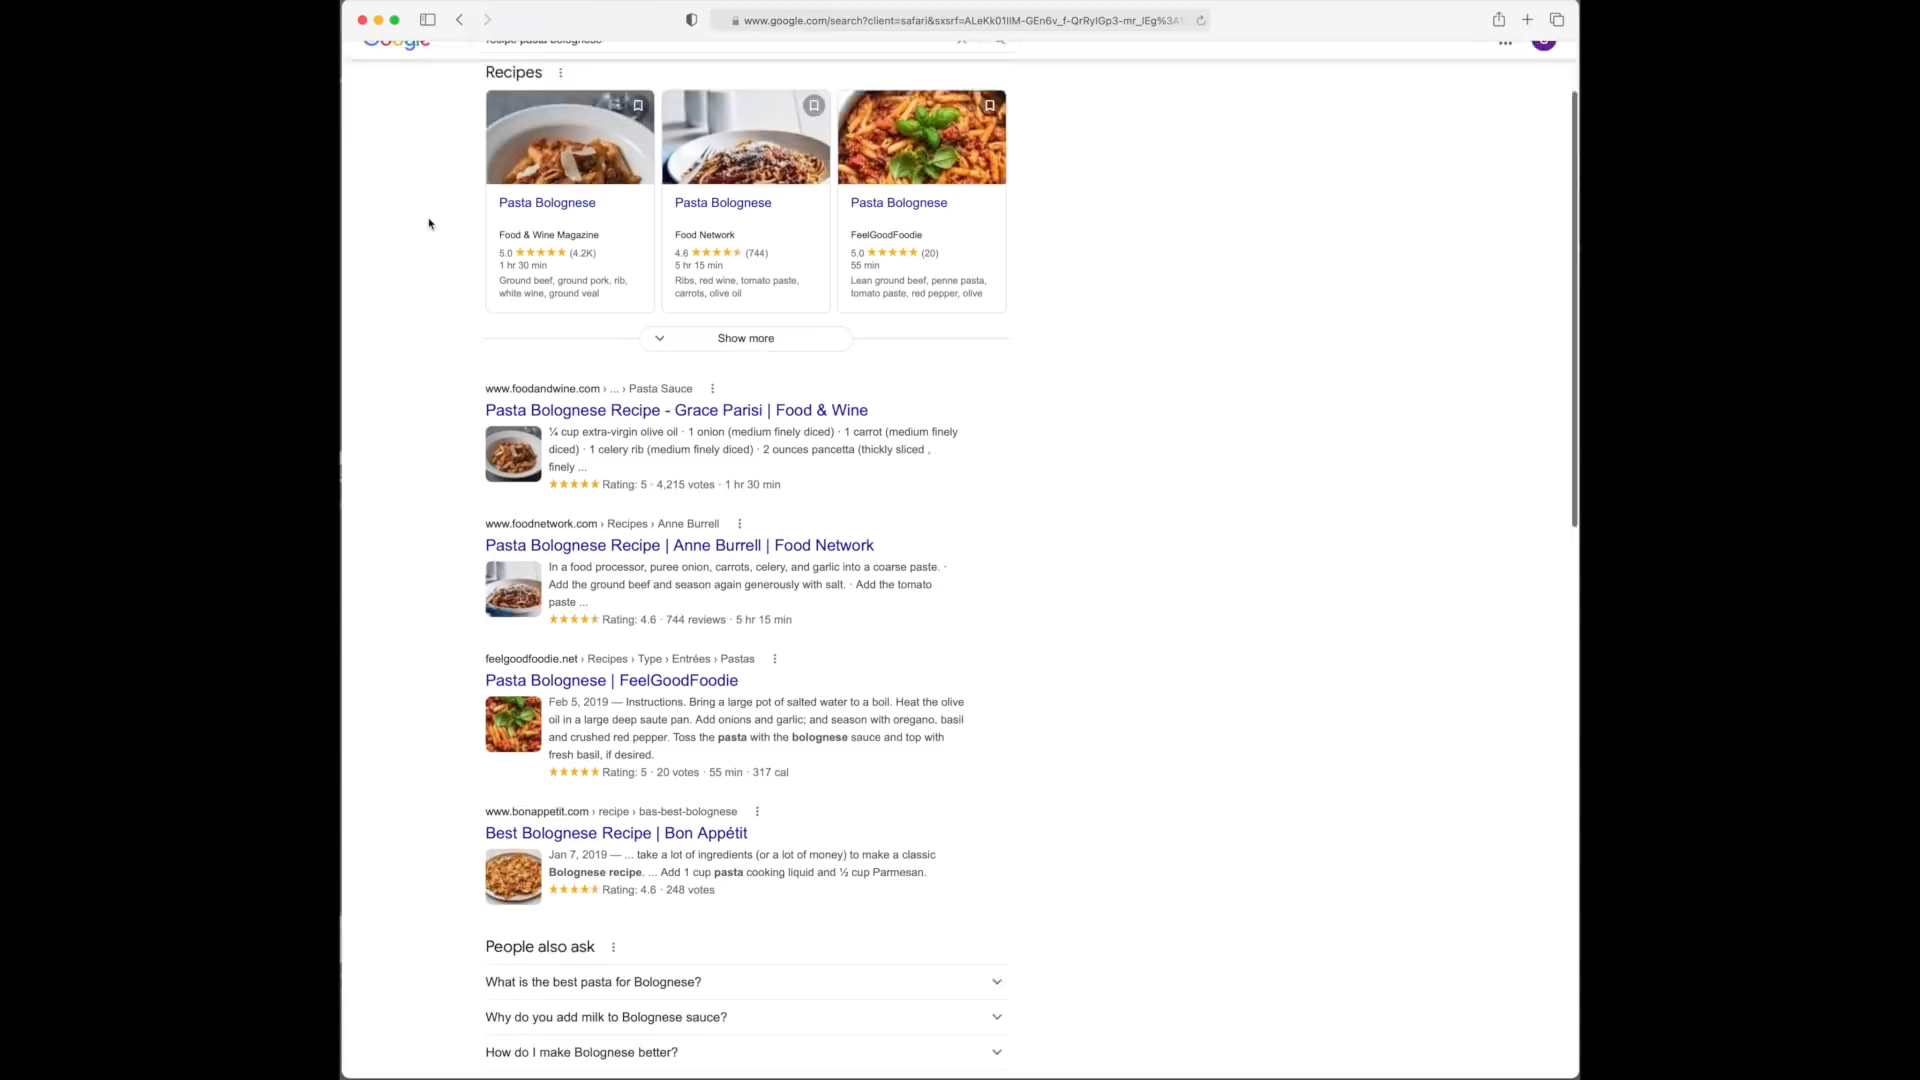 www.google.com/search?client=safari&sxsrf=ALeKk01lIM-GEn6v_f-QrRyIGp3-mr_lEg%3A
Google
recipe pasta bolognese
Recipes
Pasta Bolognese
Food & Wine Magazine
5.0 (4.2K)
1 hr 30 min
Ground beef, ground pork, rib,
white wine, ground veal
Pasta Bolognese
Food Network
4.6 (744)
5 hr 15 min
Ribs, red wine, tomato paste,
carrots, olive oil
Pasta Bolognese
FeelGoodFoodie
5.0 (20)
55 min
Lean ground beef, penne pasta,
tomato paste, red pepper, olive
Show more
www.foodandwine.com › ... › Pasta Sauce
Pasta Bolognese Recipe - Grace Parisi | Food & Wine
¼ cup extra-virgin olive oil · 1 onion (medium finely diced) · 1 carrot (medium finely
diced) · 1 celery rib (medium finely diced) · 2 ounces pancetta (thickly sliced ,
finely ...
Rating: 5 · 4,215 votes · 1 hr 30 min
www.foodnetwork.com › Recipes › Anne Burrell
Pasta Bolognese Recipe | Anne Burrell | Food Network
In a food processor, puree onion, carrots, celery, and garlic into a coarse paste. ·
Add the ground beef and season again generously with salt. · Add the tomato
paste ...
Rating: 4.6 · 744 reviews · 5 hr 15 min
feelgoodfoodie.net › Recipes › Type › Entrées › Pastas
Pasta Bolognese | FeelGoodFoodie
Feb 5, 2019 — Instructions. Bring a large pot of salted water to a boil. Heat the olive
oil in a large deep saute pan. Add onions and garlic; and season with oregano, basil
and crushed red pepper. Toss the pasta with the bolognese sauce and top with
fresh basil, if desired.
Rating: 5 · 20 votes · 55 min · 317 cal
www.bonappetit.com › recipe › bas-best-bolognese
Best Bolognese Recipe | Bon Appétit
Jan 7, 2019 — ... take a lot of ingredients (or a lot of money) to make a classic
Bolognese recipe. ... Add 1 cup pasta cooking liquid and ½ cup Parmesan.
Rating: 4.6 · 248 votes
People also ask
What is the best pasta for Bolognese?
Why do you add milk to Bolognese sauce?
How do I make Bolognese better?